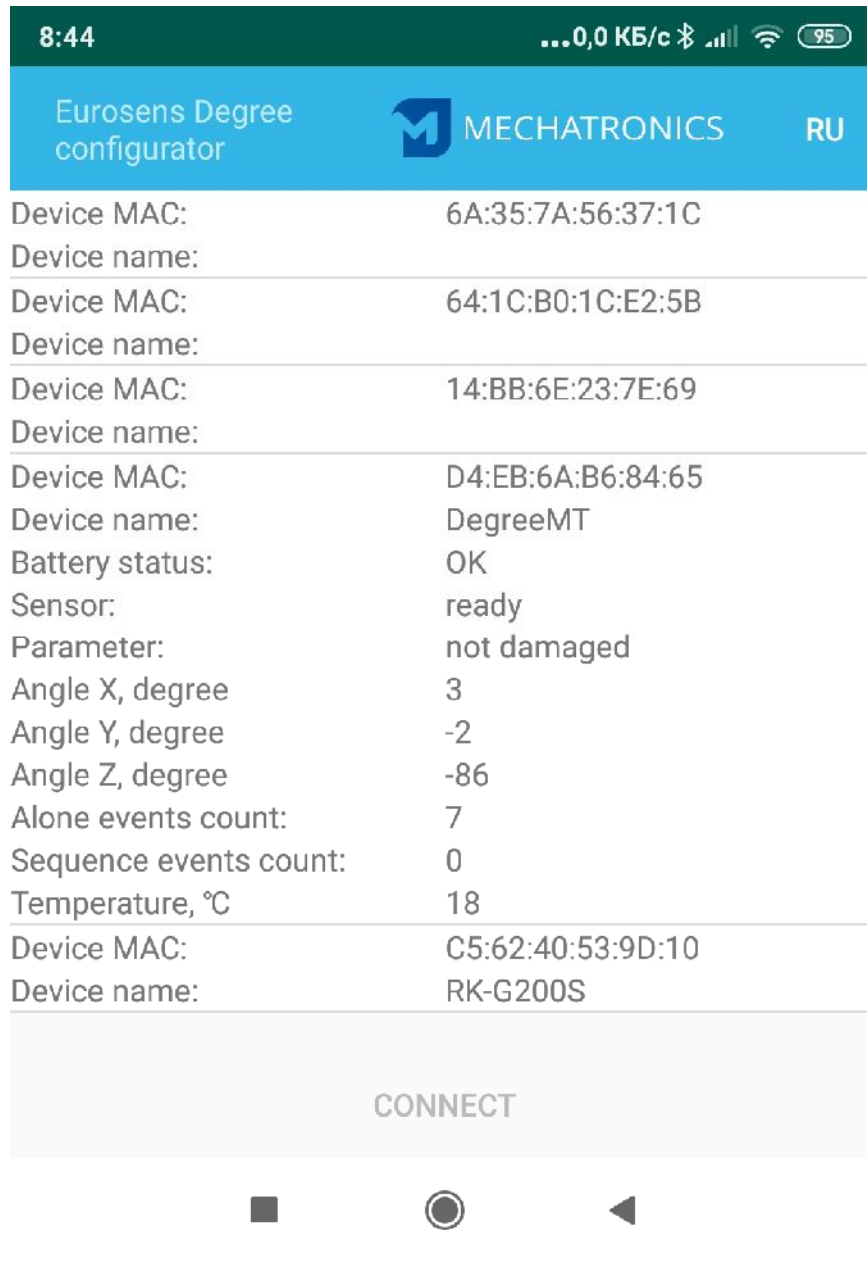 8:44 ...0,0 КБ/с 95
Eurosens Degree
configurator
MECHATRONICS
RU
Device MAC: 6A:35:7A:56:37:1C
Device name:
Device MAC: 64:1C:B0:1C:E2:5B
Device name:
Device MAC: 14:BB:6E:23:7E:69
Device name:
Device MAC: D4:EB:6A:B6:84:65
Device name: DegreeMT
Battery status: OK
Sensor: ready
Parameter: not damaged
Angle X, degree 3
Angle Y, degree -2
Angle Z, degree -86
Alone events count: 7
Sequence events count: 0
Temperature, ℃ 18
Device MAC: C5:62:40:53:9D:10
Device name: RK-G200S
CONNECT